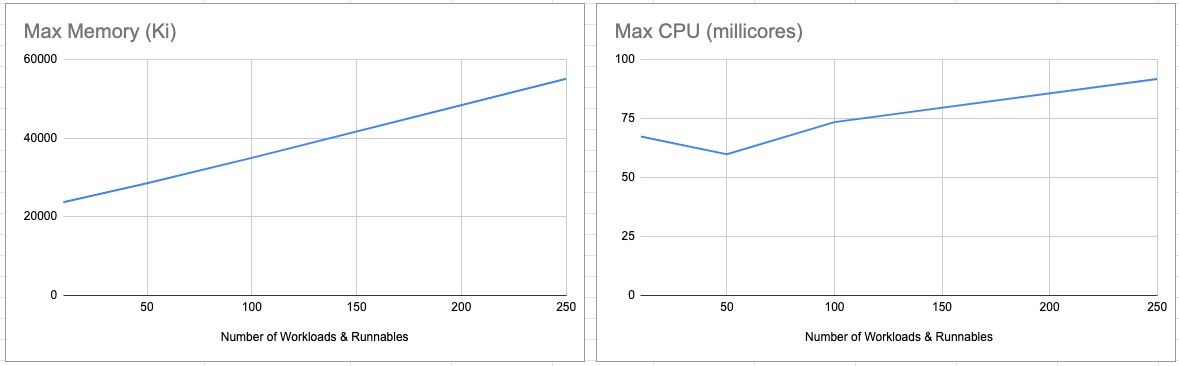 Max Memory (Ki)
60000
40000
20000
0
50 100 150 200 250
Number of Workloads & Runnables
Max CPU (millicores)
100
75
50
25
0
50 100 150 200 250
Number of Workloads & Runnables